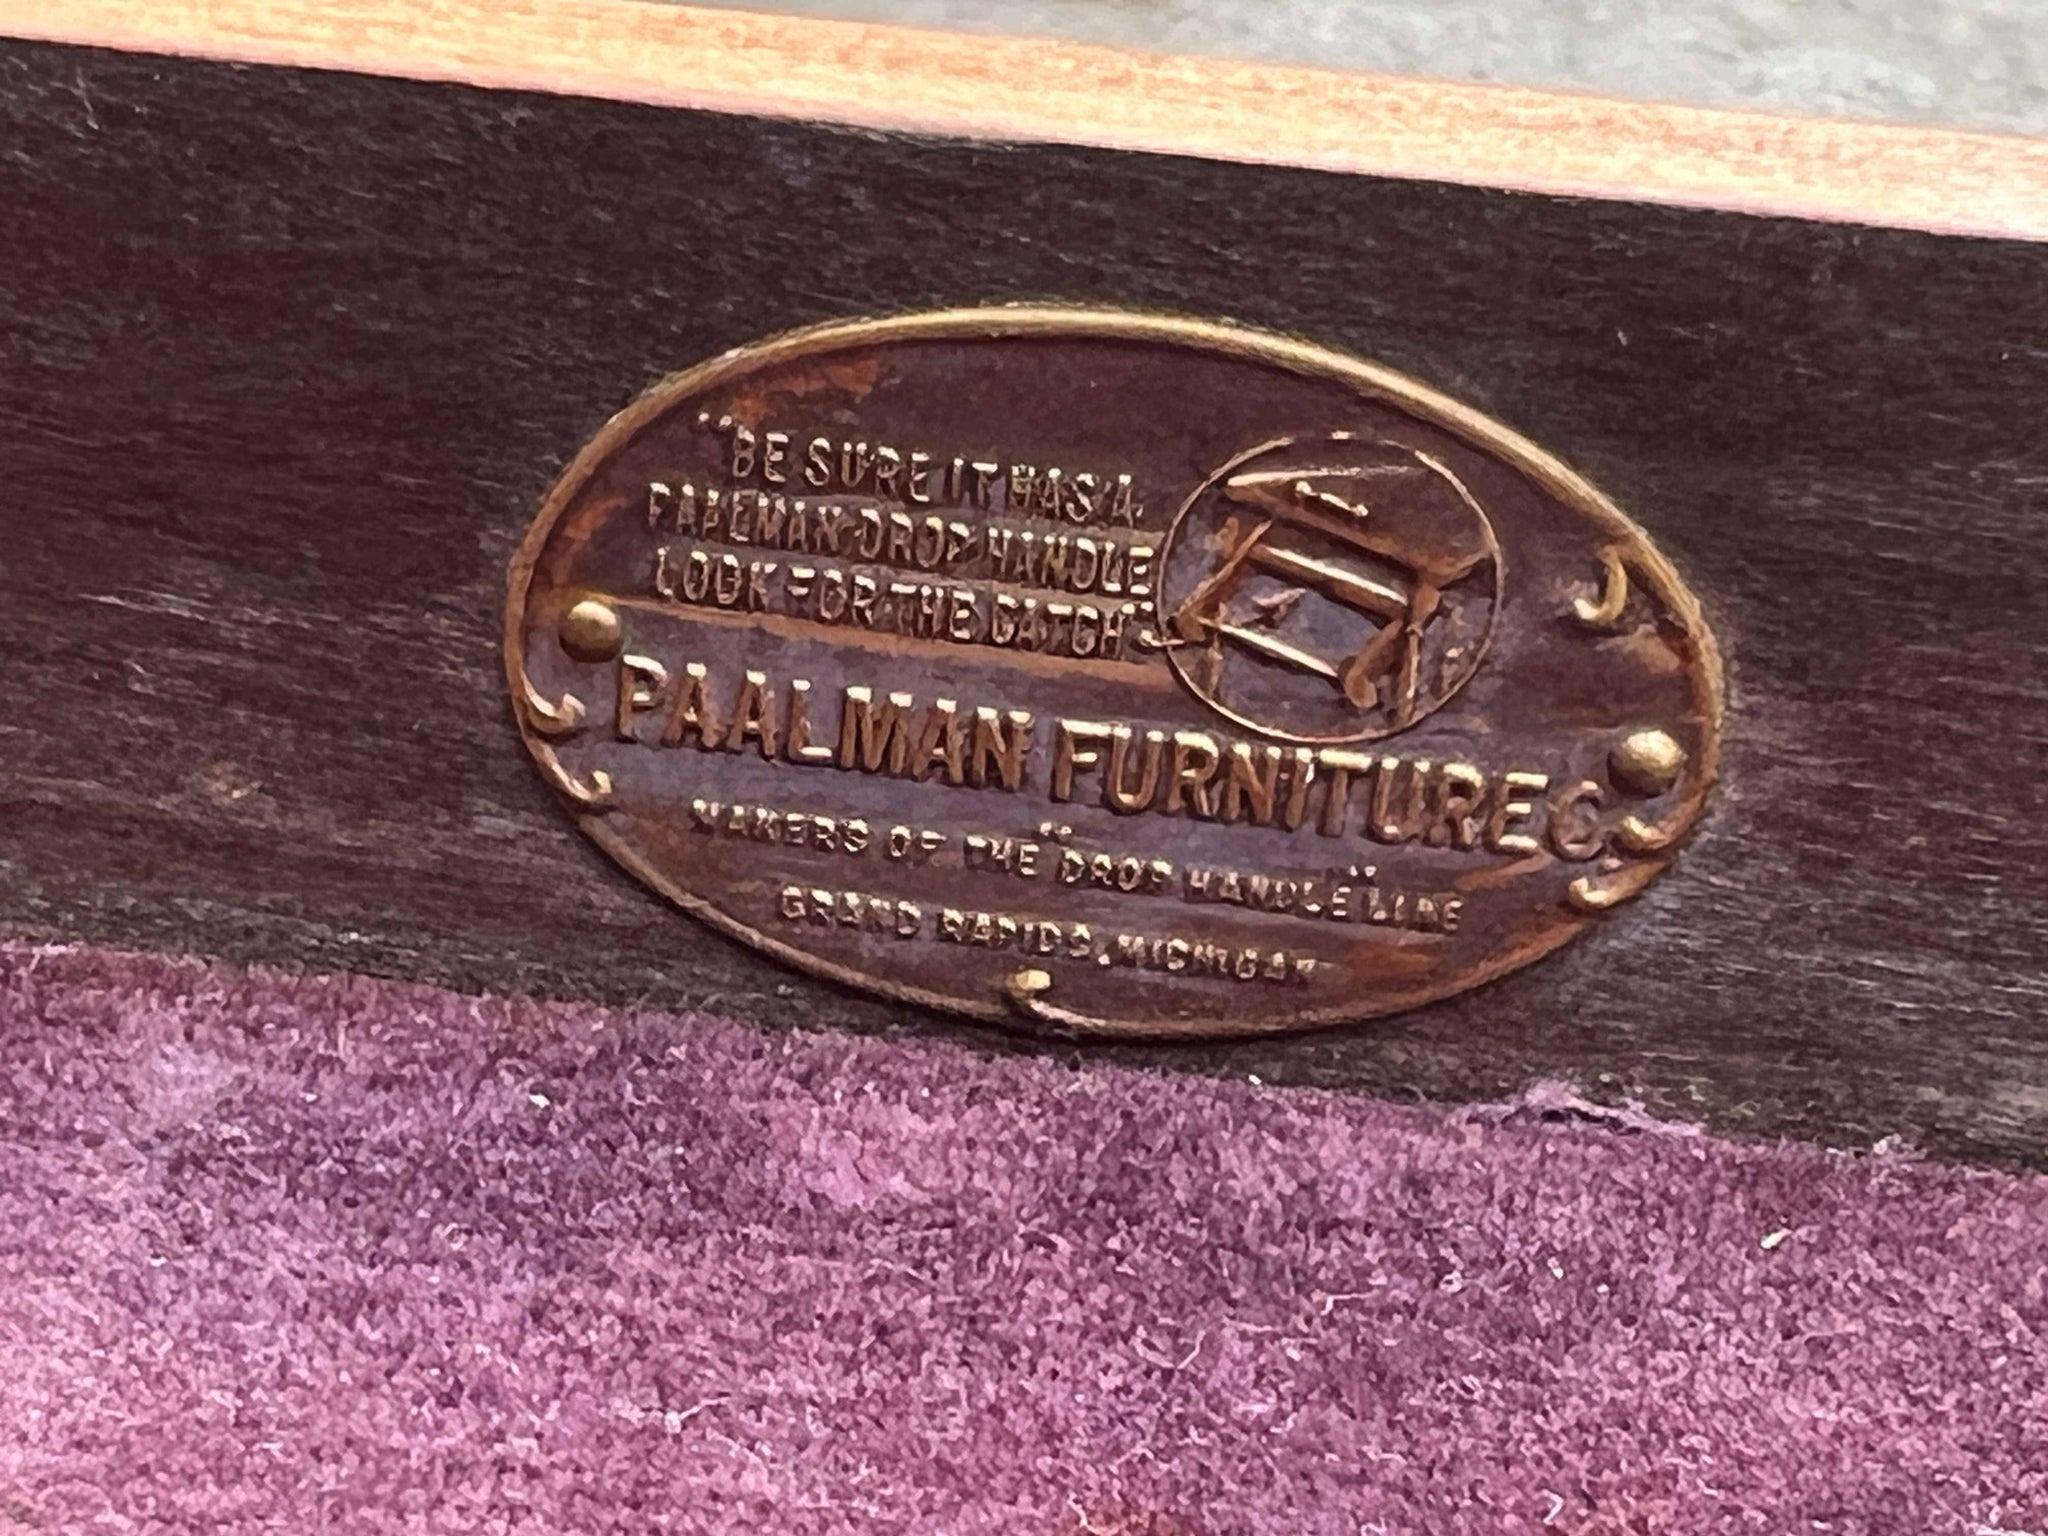 "BE SURE IT HAS A
PAALMAN DROP HANDLE
LOOK FOR THE CATCH".
PAALMAN FURNITURE CO
MAKERS OF THE "DROP HANDLE" LINE
GRAND RAPIDS, MICHIGAN